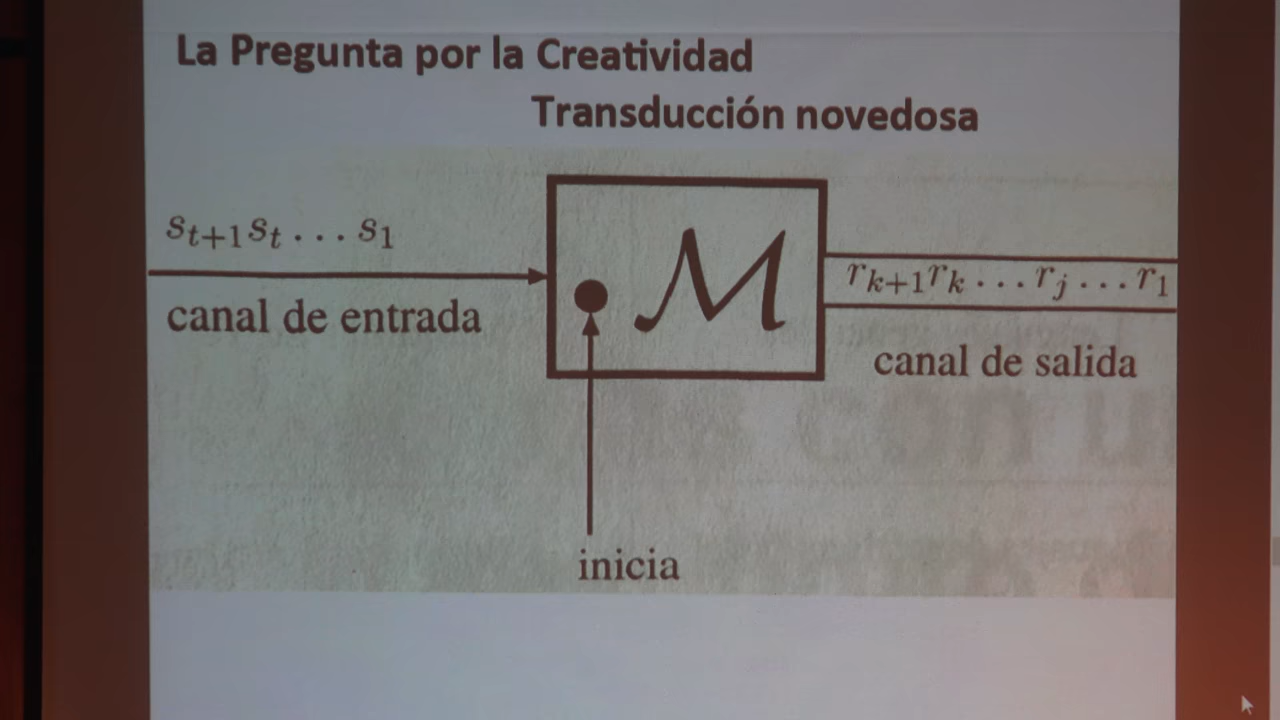 La Pregunta por la Creatividad
Transducción novedosa
s_{t+1}s_t . . . s_1
canal de entrada
ℳ
r_{k+1}r_k . . . r_j . . . r_1
canal de salida
inicia